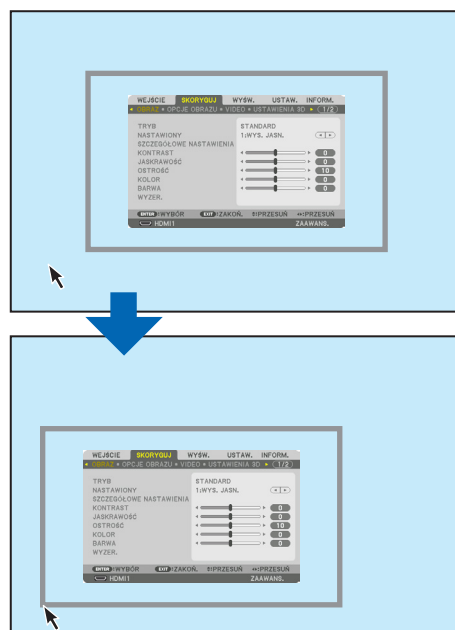 WEJŚCIE SKORYGUJ WYŚW. USTAW. INFORM.
• OBRAZ • OPCJE OBRAZU • VIDEO • USTAWIENIA 3D • (1/2)
TRYB STANDARD
NASTAWIONY 1:WYS. JASN.
SZCZEGÓŁOWE NASTAWIENIA
KONTRAST 0
JASKRAWOŚĆ 0
OSTROŚĆ 10
KOLOR 0
BARWA 0
WYZER.
ENTER:WYBÓR EXIT:ZAKOŃ. ⇕:PRZESUŃ ⇔:PRZESUŃ
HDMI1 ZAAWANS.
WEJŚCIE SKORYGUJ WYŚW. USTAW. INFORM.
• OBRAZ • OPCJE OBRAZU • VIDEO • USTAWIENIA 3D • (1/2)
TRYB STANDARD
NASTAWIONY 1:WYS. JASN.
SZCZEGÓŁOWE NASTAWIENIA
KONTRAST 0
JASKRAWOŚĆ 0
OSTROŚĆ 10
KOLOR 0
BARWA 0
WYZER.
ENTER:WYBÓR EXIT:ZAKOŃ. ⇕:PRZESUŃ ⇔:PRZESUŃ
HDMI1 ZAAWANS.